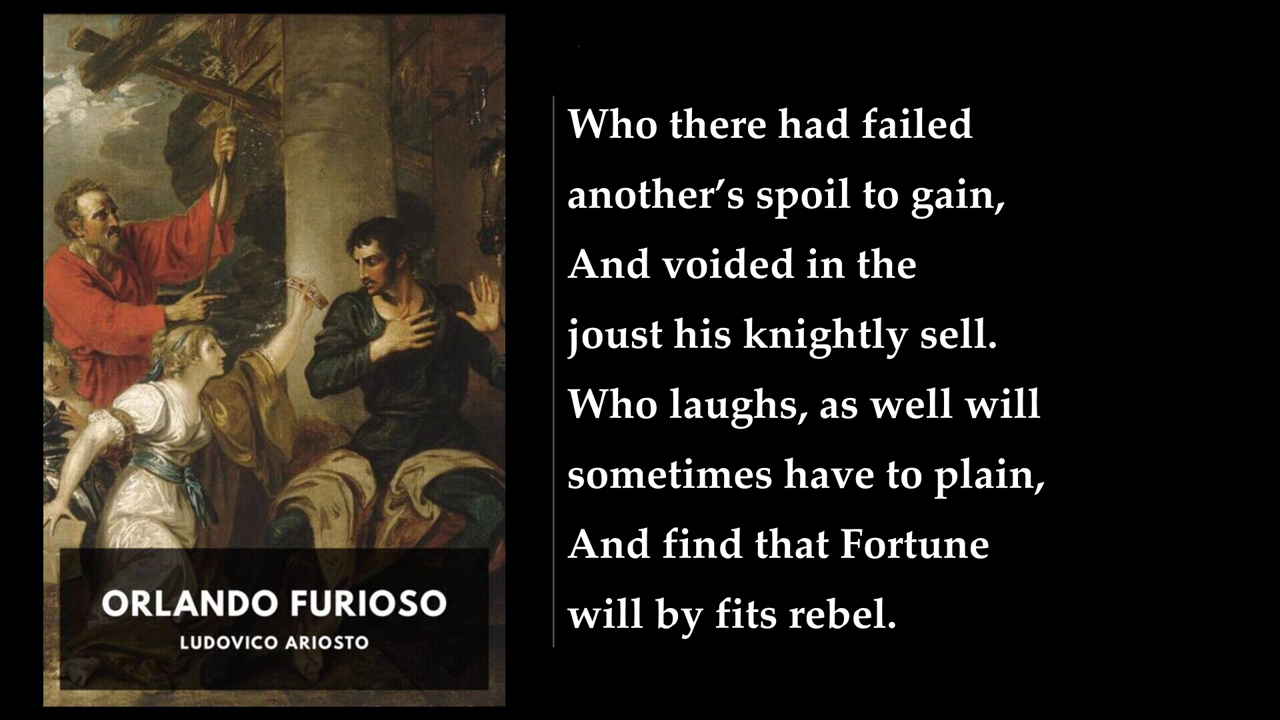 Who there had failed
another’s spoil to gain,
And voided in the
joust his knightly sell.
Who laughs, as well will
sometimes have to plain,
And find that Fortune
will by fits rebel.
ORLANDO FURIOSO
LUDOVICO ARIOSTO